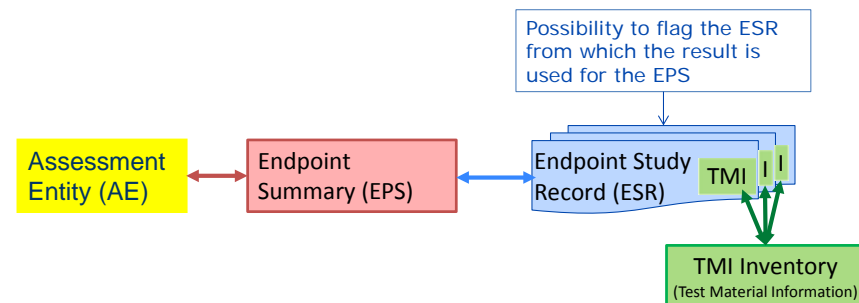 Possibility to flag the ESR
from which the result is
used for the EPS
Assessment
Entity (AE)
Endpoint
Summary (EPS)
Endpoint Study
Record (ESR)
TMI
I
I
TMI Inventory
(Test Material Information)